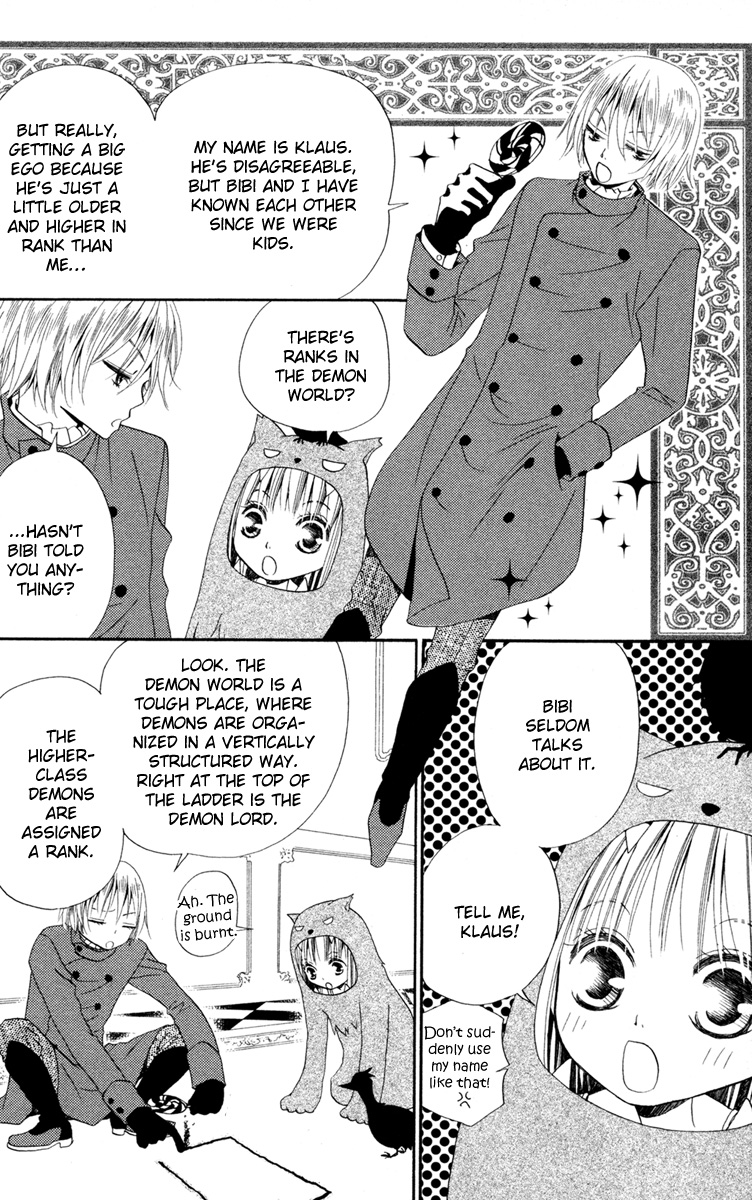 BUT REALLY,
GETTING A BIG
EGO BECAUSE
HE'S JUST A
LITTLE OLDER
AND HIGHER IN
RANK THAN
ME...
MY NAME IS KLAUS.
HE'S DISAGREEABLE,
BUT BIBI AND I HAVE
KNOWN EACH OTHER
SINCE WE WERE
KIDS.
THERE'S
RANKS IN
THE DEMON
WORLD?
...HASN'T
BIBI TOLD
YOU ANY-
THING?
BIBI
SELDOM
TALKS
ABOUT IT.
TELL ME,
KLAUS!
Don't sud-
denly use
my name
like that!
LOOK. THE
DEMON WORLD IS A
TOUGH PLACE, WHERE
DEMONS ARE ORGA-
NIZED IN A VERTICALLY
STRUCTURED WAY.
RIGHT AT THE TOP OF
THE LADDER IS THE
DEMON LORD.
THE
HIGHER-
CLASS
DEMONS
ARE
ASSIGNED
A RANK.
Ah. The
ground
is burnt.